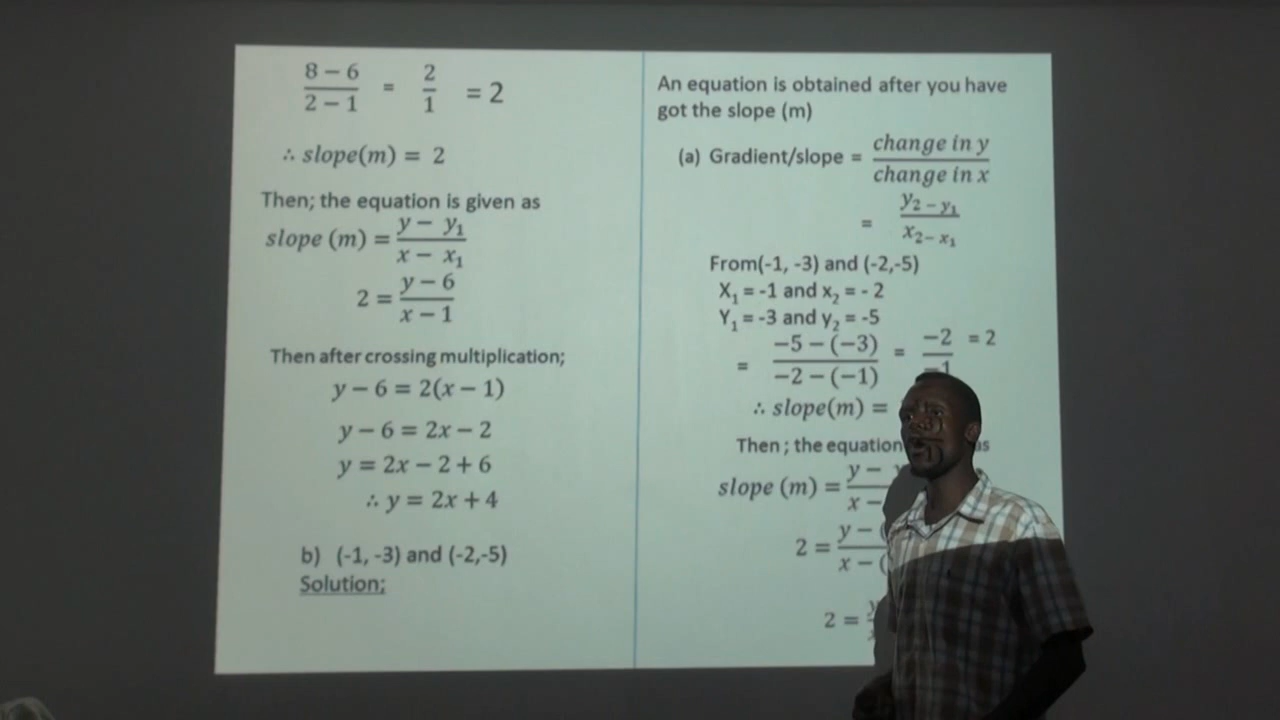 8 − 6 / 2 − 1 = 2 / 1 = 2
∴ slope(m) = 2
Then; the equation is given as
slope (m) = y − y₁ / x − x₁
2 = y − 6 / x − 1
Then after crossing multiplication;
y − 6 = 2(x − 1)
y − 6 = 2x − 2
y = 2x − 2 + 6
∴ y = 2x + 4
b) (-1, -3) and (-2,-5)
Solution;
An equation is obtained after you have
got the slope (m)
(a) Gradient/slope = change in y / change in x
= y₂ − y₁ / x₂− x₁
From(-1, -3) and (-2,-5)
X₁ = -1 and x₂ = - 2
Y₁ = -3 and y₂ = -5
= −5 − (−3) / −2 − (−1) = −2 / −1 = 2
∴ slope(m) =
Then ; the equation
slope (m) = y − / x −
2 = y − / x − (
2 =